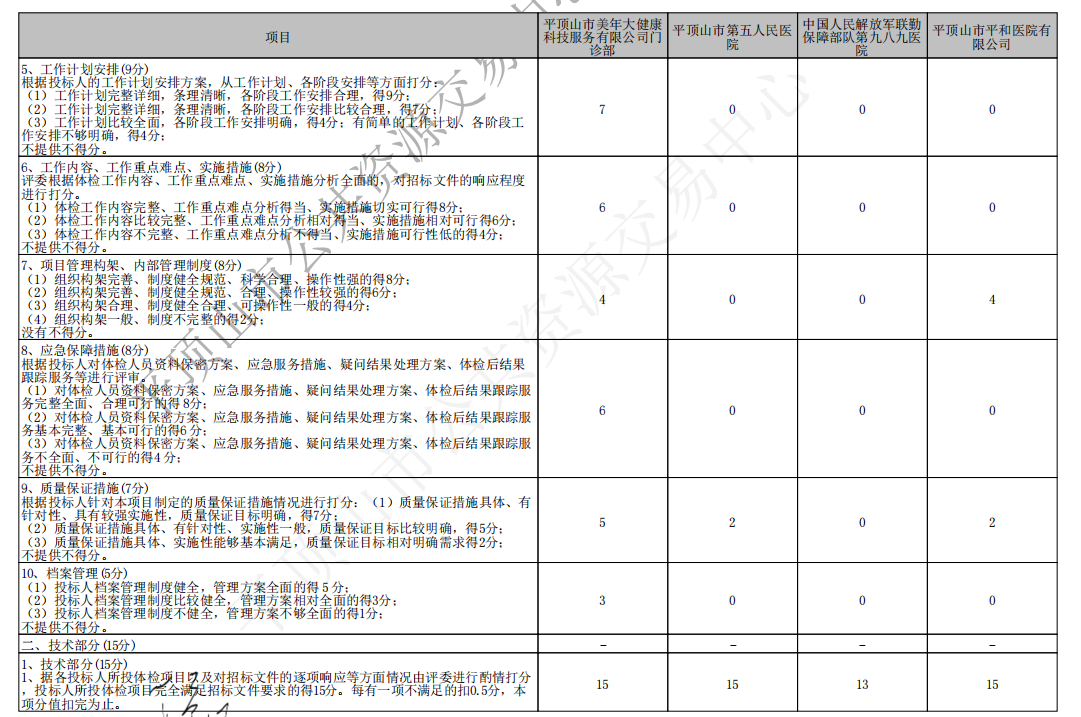 项目
平顶山市美年大健康
科技服务有限公司门
诊部
平顶山市第五人民医
院
中国人民解放军联勤
保障部队第九八九医
院
平顶山市平和医院有
限公司
5、工作计划安排(9分)
根据投标人的工作计划安排方案，从工作计划、各阶段安排等方面打分：
（1）工作计划完整详细，条理清晰，各阶段工作安排合理，得9分；
（2）工作计划完整详细，条理清晰，各阶段工作安排比较合理，得7分；
（3）工作计划比较全面，各阶段工作安排明确，得4分；有简单的工作计划、各阶段工
作安排不够明确，得4分；
不提供不得分。
7
0
0
0
6、工作内容、工作重点难点、实施措施(8分)
评委根据体检工作内容、工作重点难点、实施措施分析全面的，对招标文件的响应程度
进行打分。
（1）体检工作内容完整、工作重点难点分析得当、实施措施切实可行得8分；
（2）体检工作内容比较完整、工作重点难点分析相对得当、实施措施相对可行得6分；
（3）体检工作内容不完整、工作重点难点分析不得当、实施措施可行性低的得4分；
不提供不得分。
6
0
0
0
7、项目管理构架、内部管理制度(8分)
（1）组织构架完善、制度健全规范、科学合理、操作性强的得8分；
（2）组织构架完善、制度健全规范、合理、操作性较强的得6分；
（3）组织构架合理、制度健全合理、可操作性一般的得4分；
（4）组织构架一般、制度不完整的得2分；
没有不得分。
4
0
0
4
8、应急保障措施(8分)
根据投标人对体检人员资料保密方案、应急服务措施、疑问结果处理方案、体检后结果
跟踪服务等进行评审。
（1）对体检人员资料保密方案、应急服务措施、疑问结果处理方案、体检后结果跟踪服
务完整全面、合理可行的得 8分；
（2）对体检人员资料保密方案、应急服务措施、疑问结果处理方案、体检后结果跟踪服
务基本完整、基本可行的得6 分；
（3）对体检人员资料保密方案、应急服务措施、疑问结果处理方案、体检后结果跟踪服
务不全面、不可行的得4 分；
不提供不得分。
6
0
0
0
9、质量保证措施(7分)
根据投标人针对本项目制定的质量保证措施情况进行打分：（1）质量保证措施具体、有
针对性、具有较强实施性，质量保证目标明确，得7分；
（2）质量保证措施具体、有针对性、实施性一般，质量保证目标比较明确，得5分；
（3）质量保证措施具体、实施性能够基本满足，质量保证目标相对明确需求得2分；
不提供不得分。
5
2
0
2
10、档案管理(5分)
（1）投标人档案管理制度健全，管理方案全面的得 5 分；
（2）投标人档案管理制度比较健全，管理方案相对全面的得3分；
（3）投标人档案管理制度不健全，管理方案不够全面的得1分；
不提供不得分。
3
0
0
0
二、技术部分(15分)
-
-
-
-
1、技术部分(15分)
1、据各投标人所投体检项目以及对招标文件的逐项响应等方面情况由评委进行酌情打分
，投标人所投体检项目完全满足招标文件要求的得15分。每有一项不满足的扣0.5分，本
项分值扣完为止。
15
15
13
15
平顶山市公共资源交易中心
平顶山市公共资源交易中心